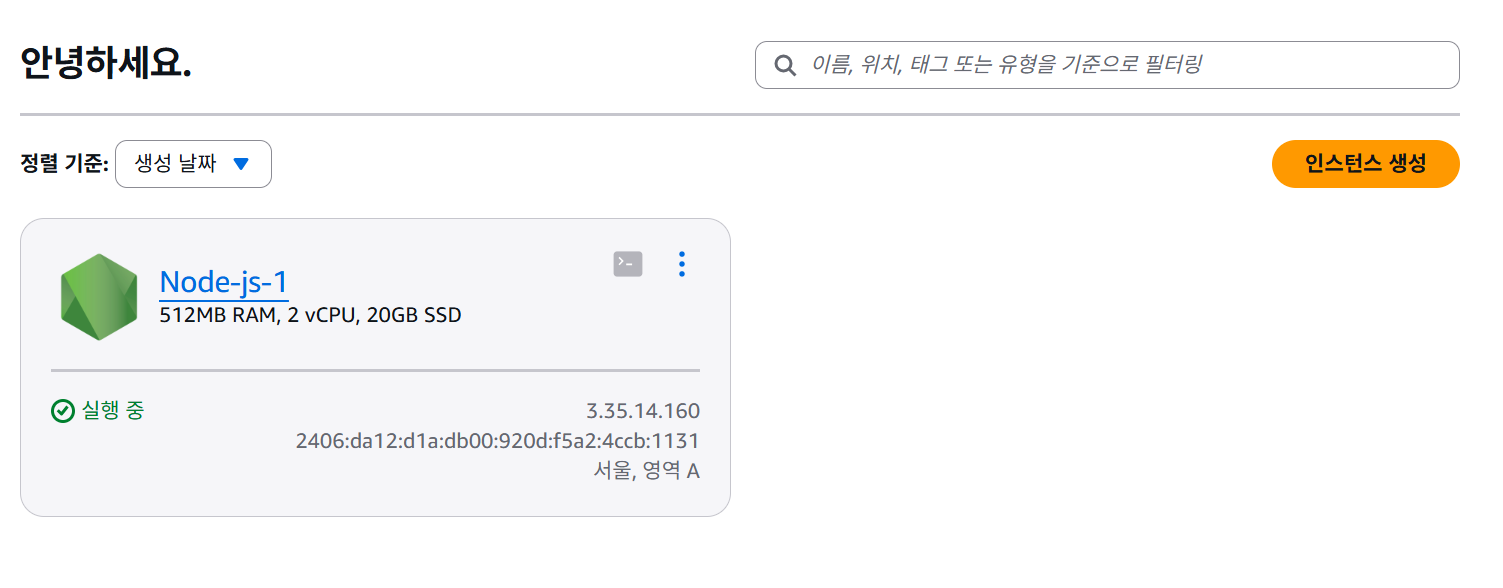 안녕하세요.
이름, 위치, 태그 또는 유형을 기준으로 필터링
정렬 기준: 생성 날짜
인스턴스 생성
Node-js-1
512MB RAM, 2 vCPU, 20GB SSD
실행 중
3.35.14.160
2406:da12:d1a:db00:920d:f5a2:4ccb:1131
서울, 영역 A